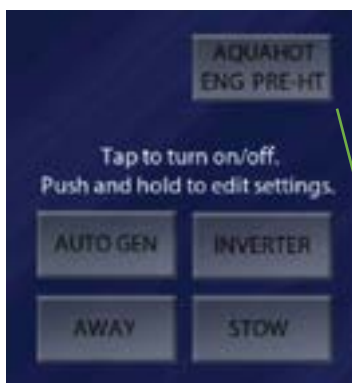 AQUAHOT
ENG PRE-HT
Tap to turn on/off.
Push and hold to edit settings.
AUTO GEN
INVERTER
AWAY
STOW